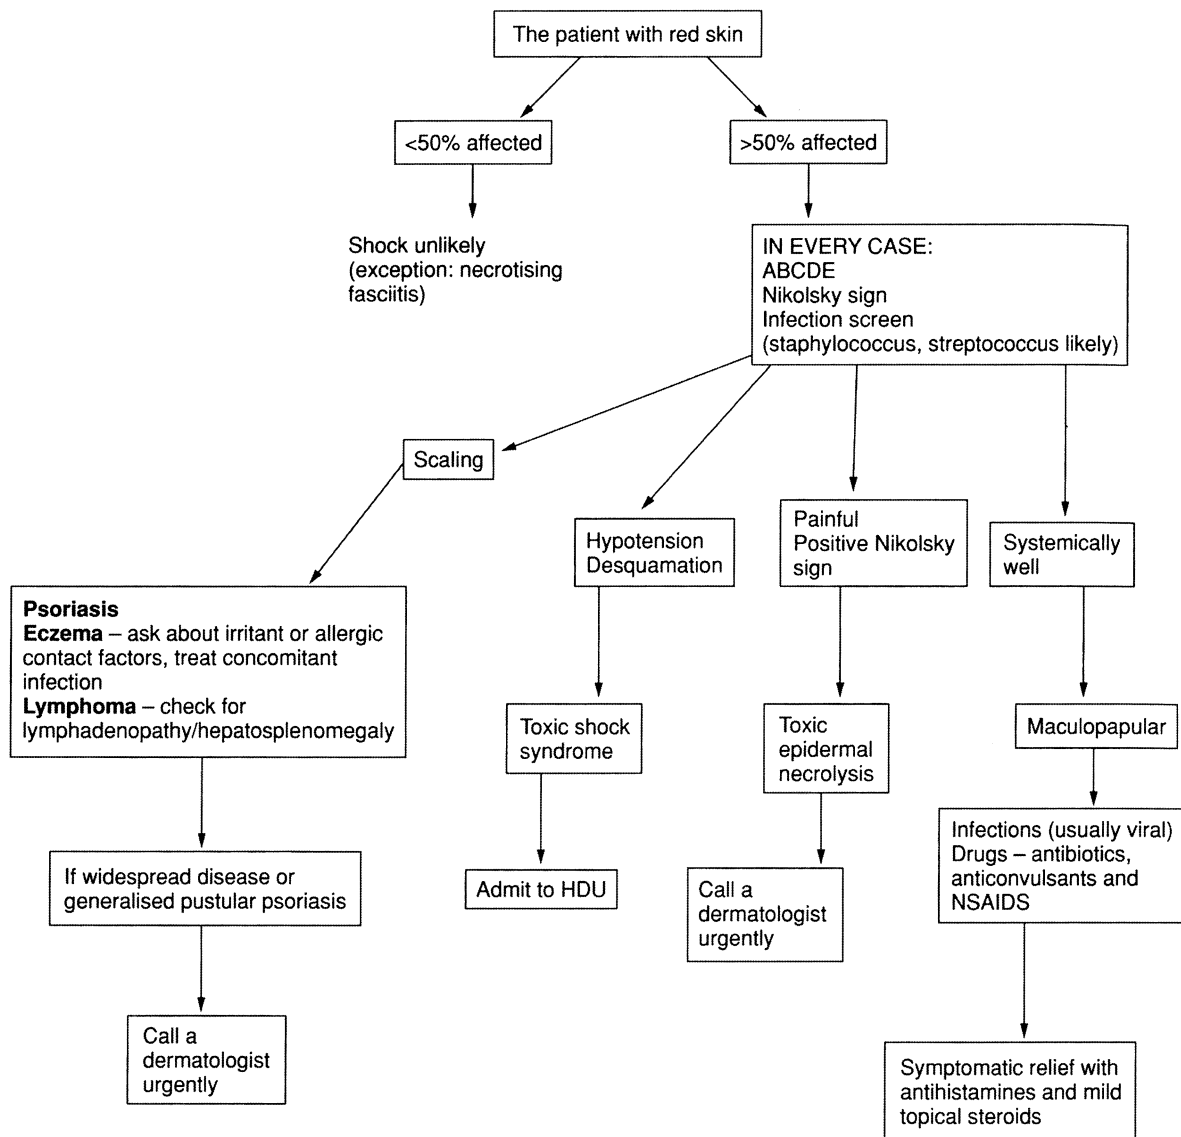 The patient with red skin
<50% affected
>50% affected
Shock unlikely
(exception: necrotising
fasciitis)
IN EVERY CASE:
ABCDE
Nikolsky sign
Infection screen
(staphylococcus, streptococcus likely)
Scaling
Hypotension
Desquamation
Painful
Positive Nikolsky
sign
Systemically
well
Psoriasis
Eczema – ask about irritant or allergic
contact factors, treat concomitant
infection
Lymphoma – check for
lymphadenopathy/hepatosplenomegaly
Toxic shock
syndrome
Toxic
epidermal
necrolysis
Maculopapular
If widespread disease or
generalised pustular psoriasis
Admit to HDU
Call a
dermatologist
urgently
Infections (usually viral)
Drugs – antibiotics,
anticonvulsants and
NSAIDS
Call a
dermatologist
urgently
Symptomatic relief with
antihistamines and mild
topical steroids